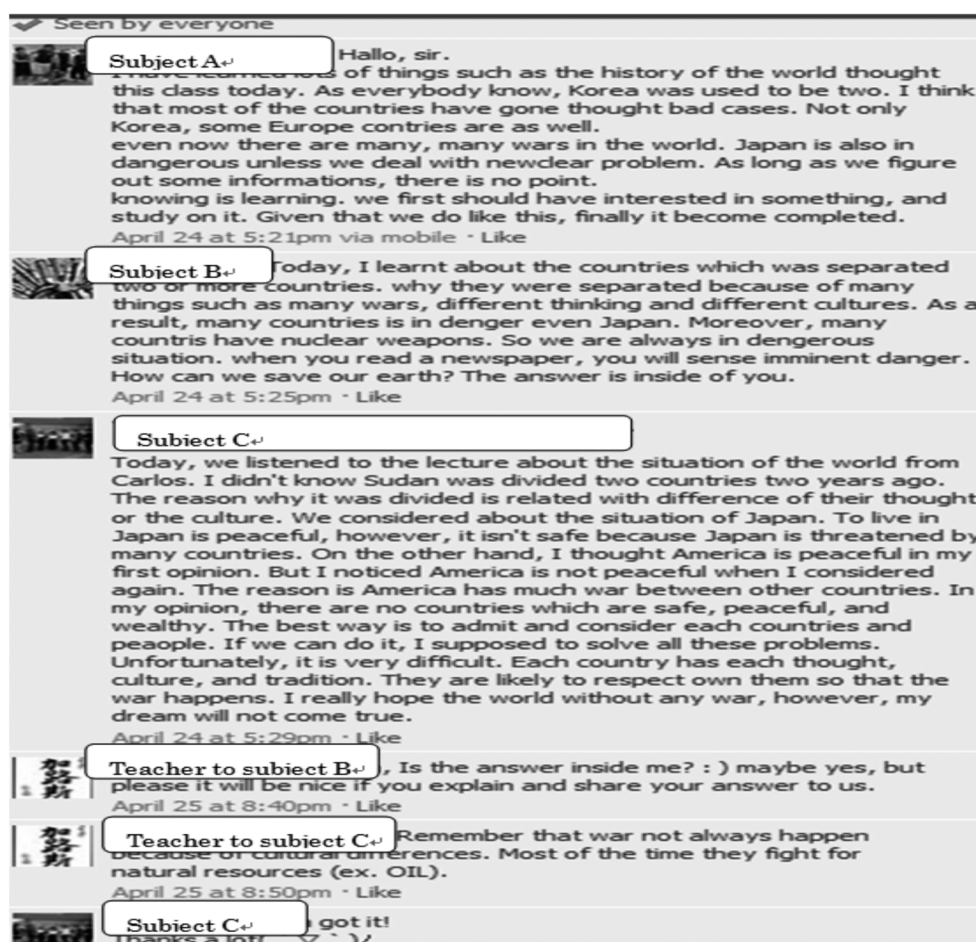 Seen by everyone
Subject A Hallo, sir.
I have learned lots of things such as the history of the world thought
this class today. As everybody know, Korea was used to be two. I think
that most of the countries have gone thought bad cases. Not only
Korea, some Europe contries are as well.
even now there are many, many wars in the world. Japan is also in
dangerous unless we deal with newclear problem. As long as we figure
out some informations, there is no point.
knowing is learning. we first should have interested in something, and
study on it. Given that we do like this, finally it become completed.
April 24 at 5:21pm via mobile · Like
Subject B Today, I learnt about the countries which was separated
two or more countries. why they were separated because of many
things such as many wars, different thinking and different cultures. As a
result, many countries is in denger even Japan. Moreover, many
countris have nuclear weapons. So we are always in dengerous
situation. when you read a newspaper, you will sense imminent danger.
How can we save our earth? The answer is inside of you.
April 24 at 5:25pm · Like
Subject C
Today, we listened to the lecture about the situation of the world from
Carlos. I didn't know Sudan was divided two countries two years ago.
The reason why it was divided is related with difference of their thought
or the culture. We considered about the situation of Japan. To live in
Japan is peaceful, however, it isn't safe because Japan is threatened by
many countries. On the other hand, I thought America is peaceful in my
first opinion. But I noticed America is not peaceful when I considered
again. The reason is America has much war between other countries. In
my opinion, there are no countries which are safe, peaceful, and
wealthy. The best way is to admit and consider each countries and
peaople. If we can do it, I supposed to solve all these problems.
Unfortunately, it is very difficult. Each country has each thought,
culture, and tradition. They are likely to respect own them so that the
war happens. I really hope the world without any war, however, my
dream will not come true.
April 24 at 5:29pm · Like
Teacher to subject B , Is the answer inside me? : ) maybe yes, but
please it will be nice if you explain and share your answer to us.
April 25 at 8:40pm · Like
Teacher to subject C Remember that war not always happen
because of cultural differences. Most of the time they fight for
natural resources (ex. OIL).
April 25 at 8:50pm · Like
Subject C got it!
Thanks a lot!